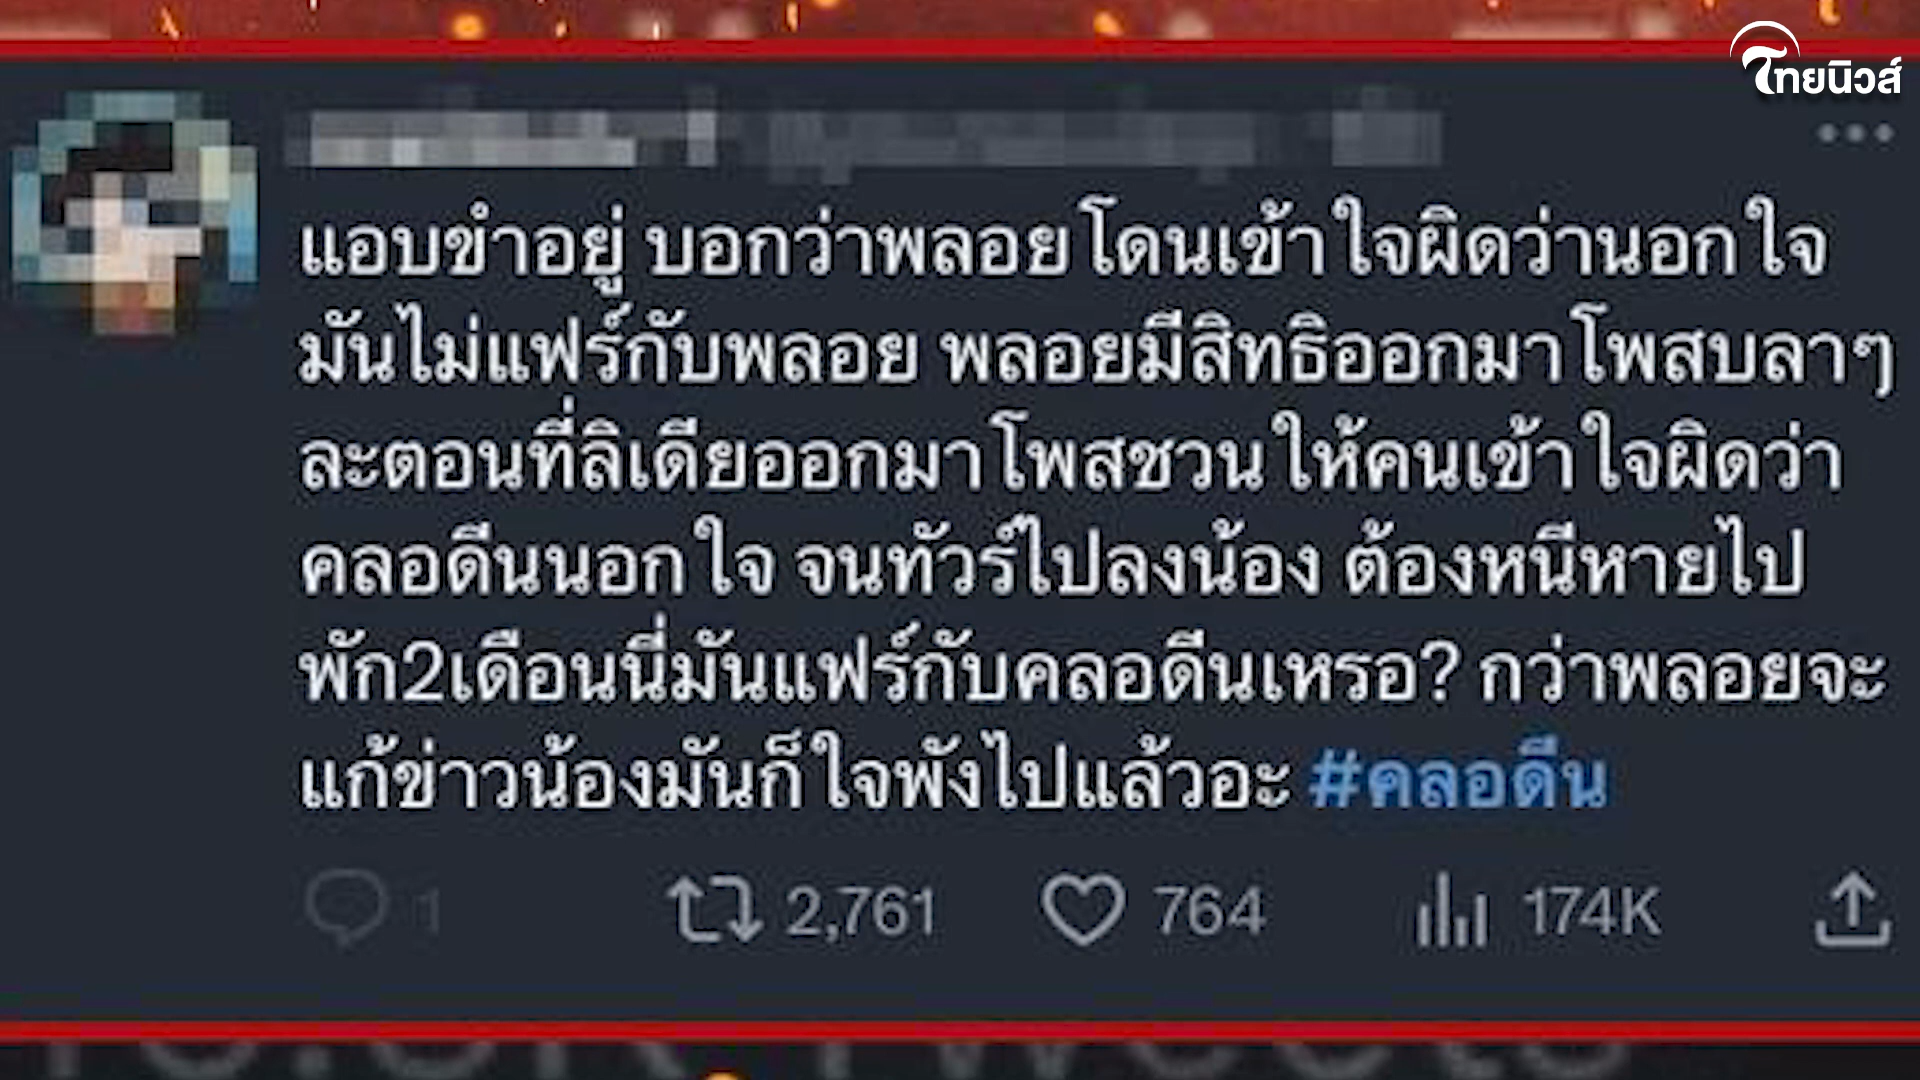 ไทยนิวส์
แอบขำอยู่ บอกว่าพลอยโดนเข้าใจผิดว่านอกใจ
มันไม่แฟร์กับพลอย พลอยมีสิทธิออกมาโพสบลาๆ
ละตอนที่ลิเดียออกมาโพสชวนให้คนเข้าใจผิดว่า
คลอดีนนอกใจ จนทัวร์ไปลงน้อง ต้องหนีหายไป
พัก2เดือนนี่มันแฟร์กับคลอดีนเหรอ? กว่าพลอยจะ
แก้ข่าวน้องมันก็ใจพังไปแล้วอะ #คลอดีน
1 2,761 764 174K